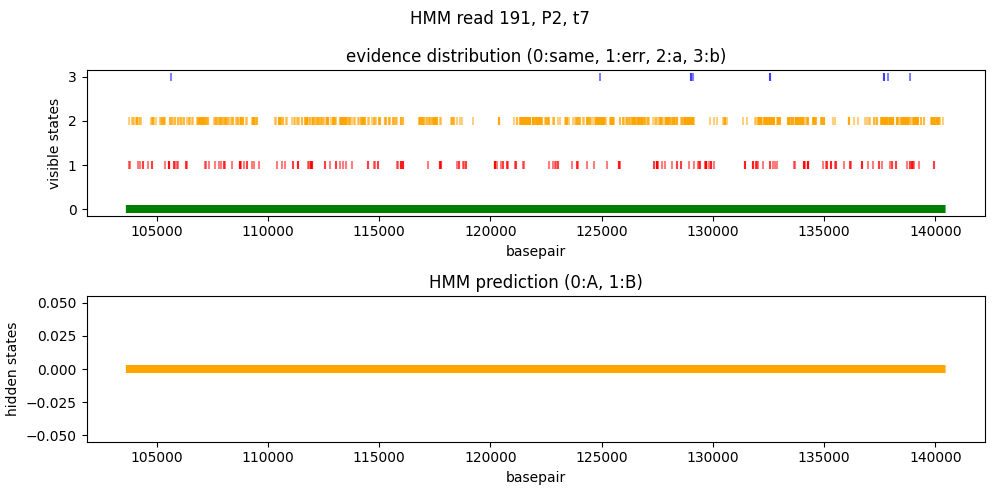 HMM read 191, P2, t7
evidence distribution (0:same, 1:err, 2:a, 3:b)
visible states
3
2
1
0
105000 110000 115000 120000 125000 130000 135000 140000
basepair
HMM prediction (0:A, 1:B)
hidden states
0.050
0.025
0.000
−0.025
−0.050
105000 110000 115000 120000 125000 130000 135000 140000
basepair